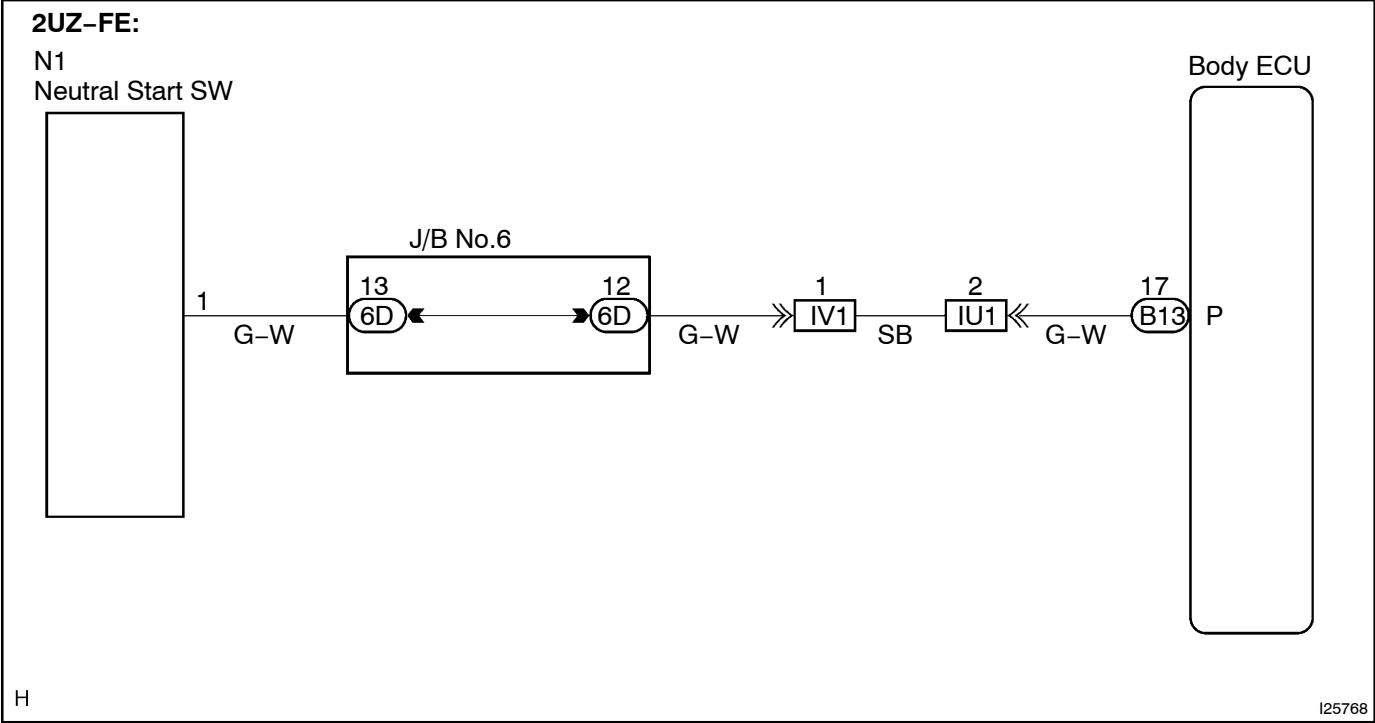 2UZ–FE:
N1
Neutral Start SW
Body ECU
J/B No.6
1
13
12
1
2
17
6D
6D
IV1
IU1
B13
P
G–W
G–W
SB
G–W
H
I25768